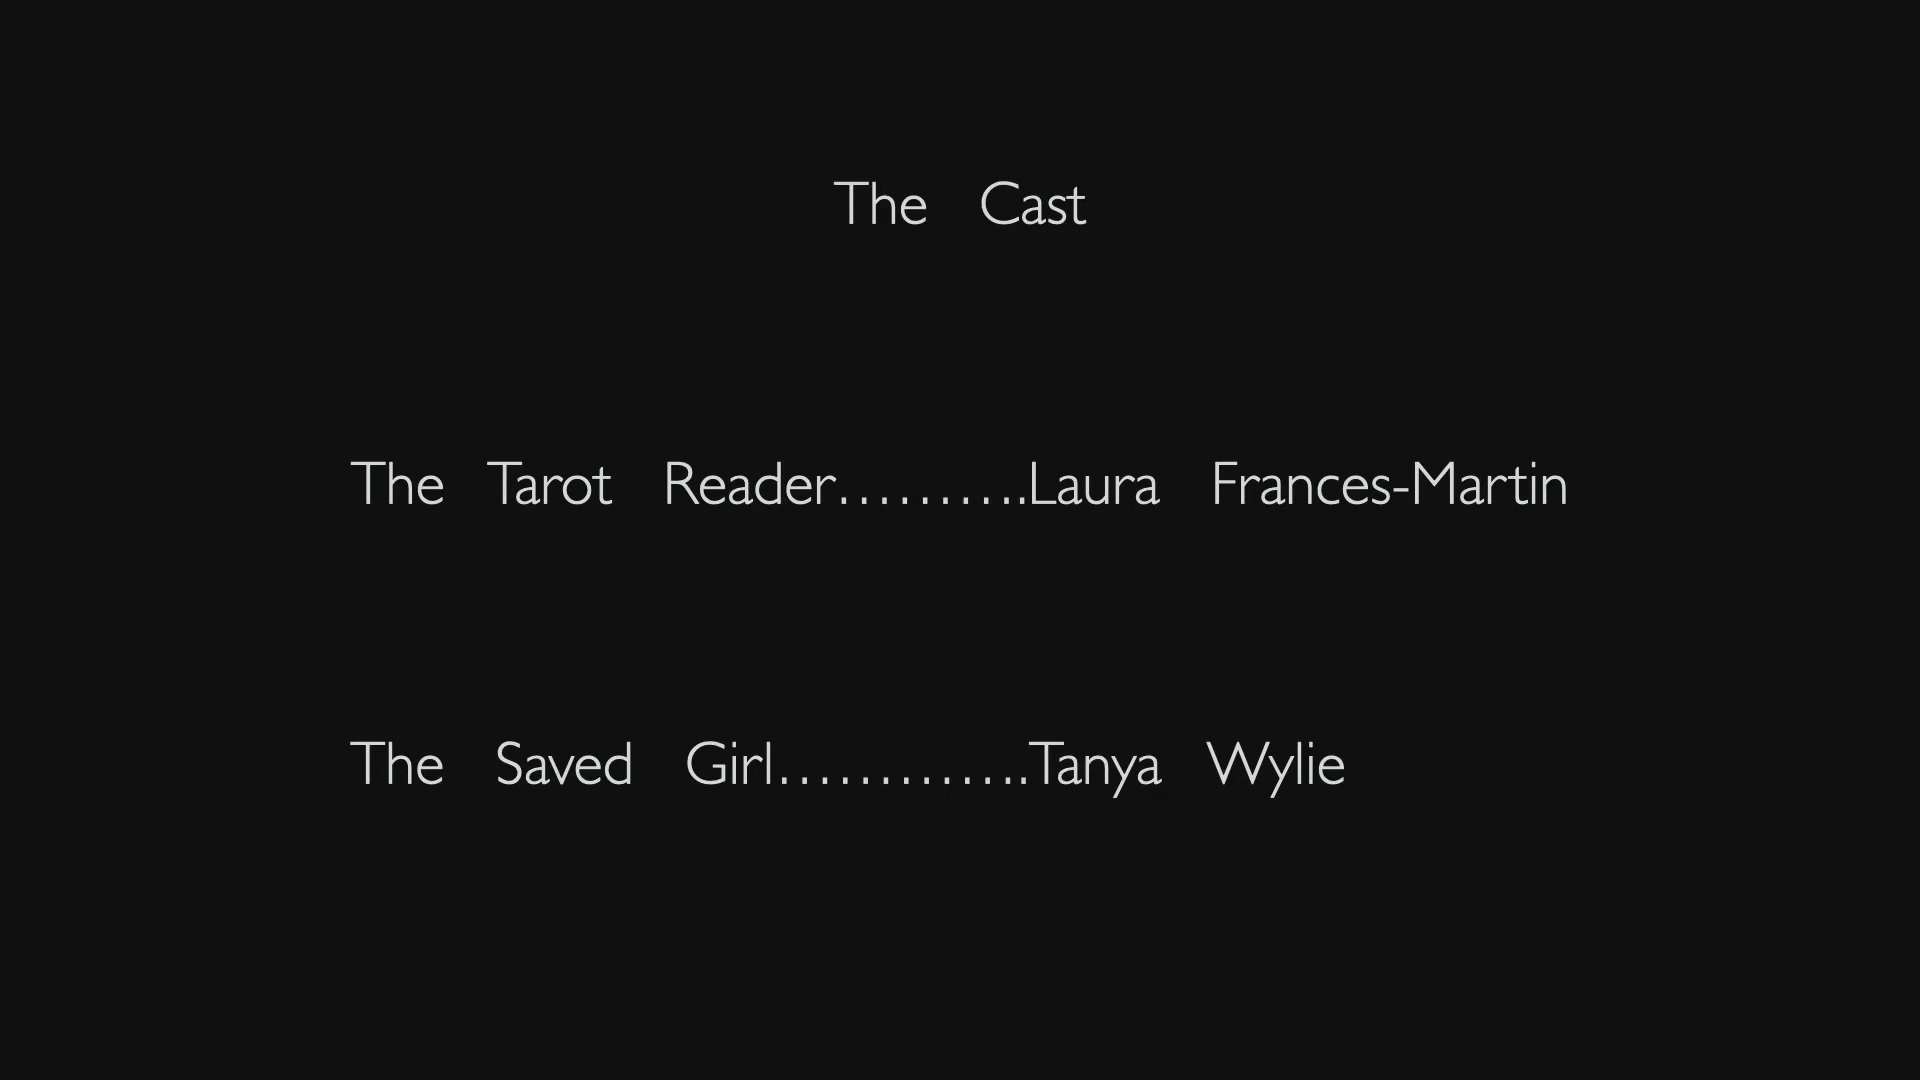 The Cast
The Tarot Reader……….Laura Frances-Martin
The Saved Girl………….Tanya Wylie